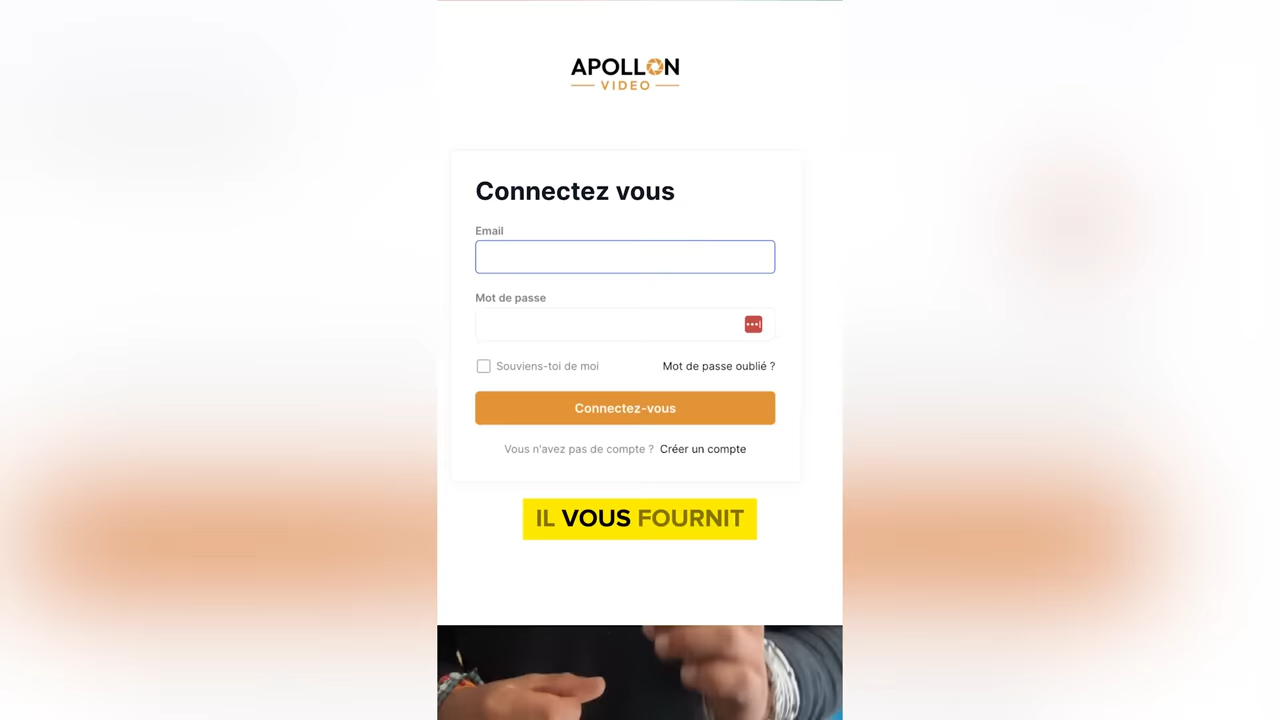 APOLLON
VIDEO
Connectez vous
Email
Mot de passe
Souviens-toi de moi
Mot de passe oublié ?
Connectez-vous
Vous n'avez pas de compte ? Créer un compte
IL VOUS FOURNIT